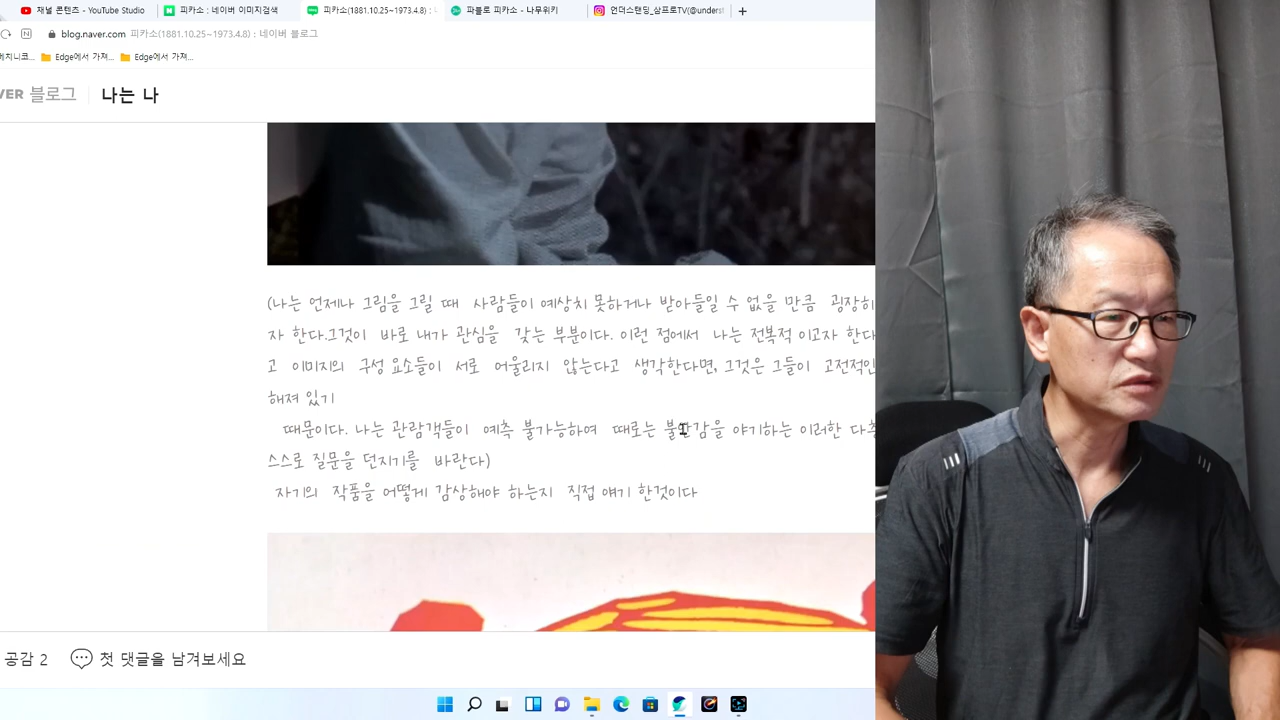 채널 콘텐츠 - YouTube Studio
피카소 : 네이버 이미지검색
피카소(1881.10.25~1973.4.8) :
파블로 피카소 - 나무위키
언더스탠딩_삼프로TV(@underst
blog.naver.com 피카소(1881.10.25~1973.4.8) : 네이버 블로그
Edge에서 가져... Edge에서 가져...
VER 블로그 나는 나
(나는 언제나 그림을 그릴 때 사람들이 예상치 못하거나 받아들일 수 없을 만큼 굉장히
자 한다.그것이 바로 내가 관심을 갖는 부분이다. 이런 점에서 나는 전복적 이고자 한다
고 이미지의 구성 요소들이 서로 어울리지 않는다고 생각한다면, 그것은 그들이 고전적인
해져 있기
때문이다. 나는 관람객들이 예측 불가능하여 때로는 불안감을 야기하는 이러한 다층
스스로 질문을 던지기를 바란다)
자기의 작품을 어떻게 감상해야 하는지 직접 얘기 한것이다
공감 2 첫 댓글을 남겨보세요